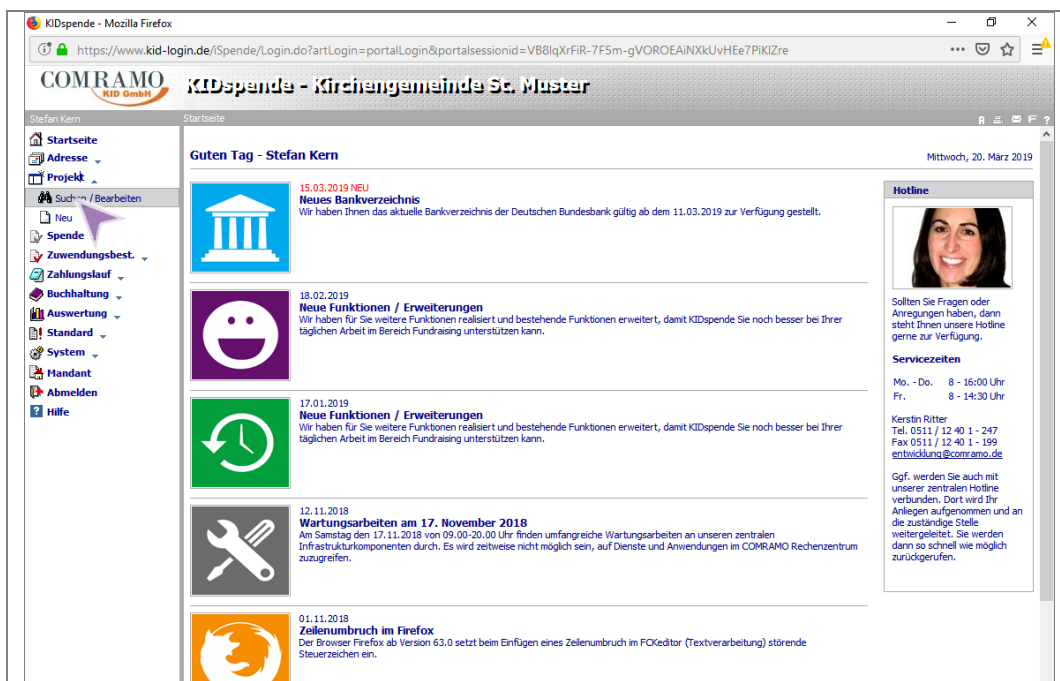 KIDspende - Mozilla Firefox
https://www.kid-login.de/iSpende/Login.do?artLogin=portalLogin&portalsessionid=VB8lqXrFiR-7F5m-gVOROEAiNXkUvHEe7PiKlZre
COMRAMO
KID GmbH
KIDspende - Kirchengemeinde St. Muster
Stefan Kern
Startseite
Startseite
Adresse
Projekt
Suchen / Bearbeiten
Neu
Spende
Zuwendungsbest.
Zahlungslauf
Buchhaltung
Auswertung
Standard
System
Mandant
Abmelden
Hilfe
Guten Tag - Stefan Kern
Mittwoch, 20. März 2019
15.03.2019 NEU
Neues Bankverzeichnis
Wir haben Ihnen das aktuelle Bankverzeichnis der Deutschen Bundesbank gültig ab dem 11.03.2019 zur Verfügung gestellt.
18.02.2019
Neue Funktionen / Erweiterungen
Wir haben für Sie weitere Funktionen realisiert und bestehende Funktionen erweitert, damit KIDspende Sie noch besser bei Ihrer
täglichen Arbeit im Bereich Fundraising unterstützen kann.
17.01.2019
Neue Funktionen / Erweiterungen
Wir haben für Sie weitere Funktionen realisiert und bestehende Funktionen erweitert, damit KIDspende Sie noch besser bei Ihrer
täglichen Arbeit im Bereich Fundraising unterstützen kann.
12.11.2018
Wartungsarbeiten am 17. November 2018
Am Samstag den 17.11.2018 von 09.00-20.00 Uhr finden umfangreiche Wartungsarbeiten an unseren zentralen
Infrastrukturkomponenten durch. Es wird zeitweise nicht möglich sein, auf Dienste und Anwendungen im COMRAMO Rechenzentrum
zuzugreifen.
01.11.2018
Zeilenumbruch im Firefox
Der Browser Firefox ab Version 63.0 setzt beim Einfügen eines Zeilenumbruch im FCKeditor (Textverarbeitung) störende
Steuerzeichen ein.
Hotline
Sollten Sie Fragen oder
Anregungen haben, dann
steht Ihnen unsere Hotline
gerne zur Verfügung.
Servicezeiten
Mo. - Do. 8 - 16:00 Uhr
Fr. 8 - 14:30 Uhr
Kerstin Ritter
Tel. 0511 / 12 40 1 - 247
Fax 0511 / 12 40 1 - 199
entwicklung@comramo.de
Ggf. werden Sie auch mit
unserer zentralen Hotline
verbunden. Dort wird Ihr
Anliegen aufgenommen und an
die zuständige Stelle
weitergeleitet. Sie werden
dann so schnell wie möglich
zurückgerufen.